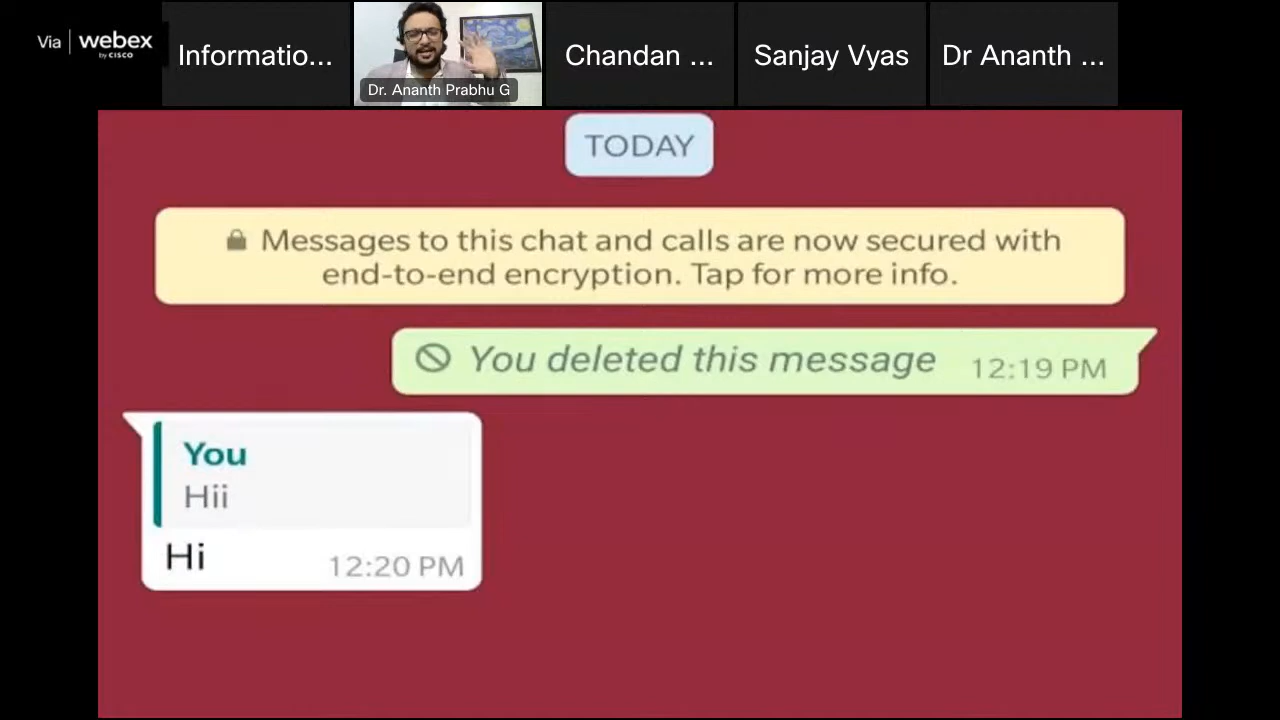 Via webex
by CISCO
Informatio...
Dr. Ananth Prabhu G
Chandan ...
Sanjay Vyas
Dr Ananth ...
TODAY
Messages to this chat and calls are now secured with
end-to-end encryption. Tap for more info.
You deleted this message 12:19 PM
You
Hii
Hi 12:20 PM